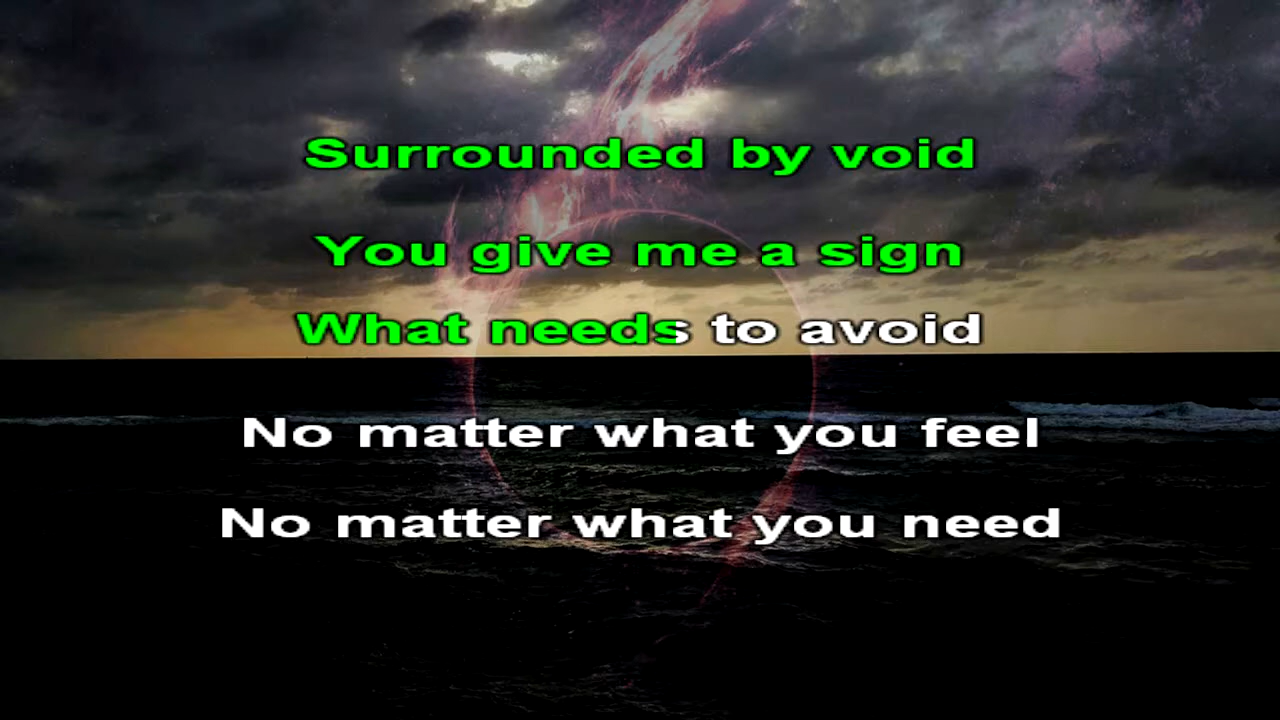 Surrounded by void
You give me a sign
What needs to avoid
No matter what you feel
No matter what you need